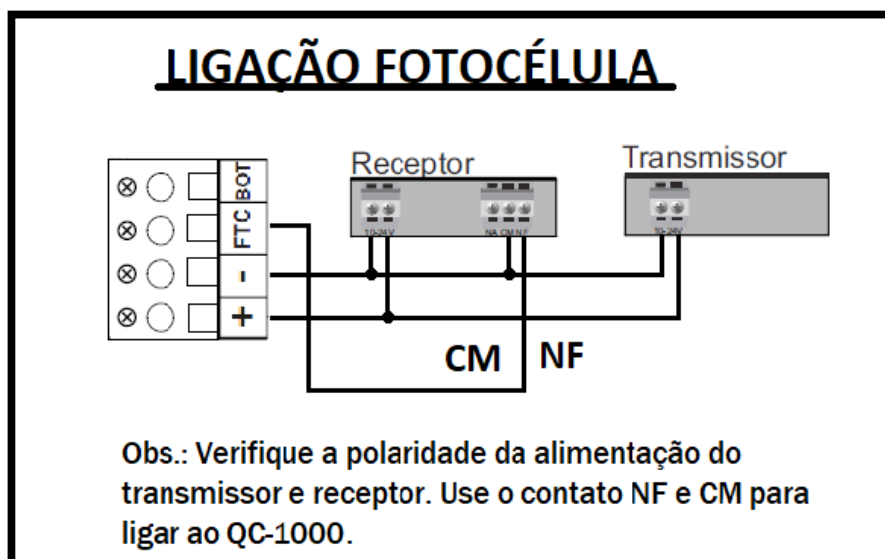 LIGAÇÃO FOTOCÉLULA
Receptor
Transmissor
BOT
FTC
-
+
10-24V
NA CM NF
10-24V
CM NF
Obs.: Verifique a polaridade da alimentação do
transmissor e receptor. Use o contato NF e CM para
ligar ao QC-1000.